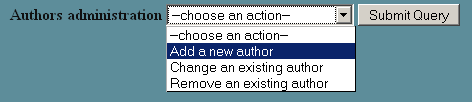 Authors administration –choose an action– Submit Query
–choose an action–
Add a new author
Change an existing author
Remove an existing author